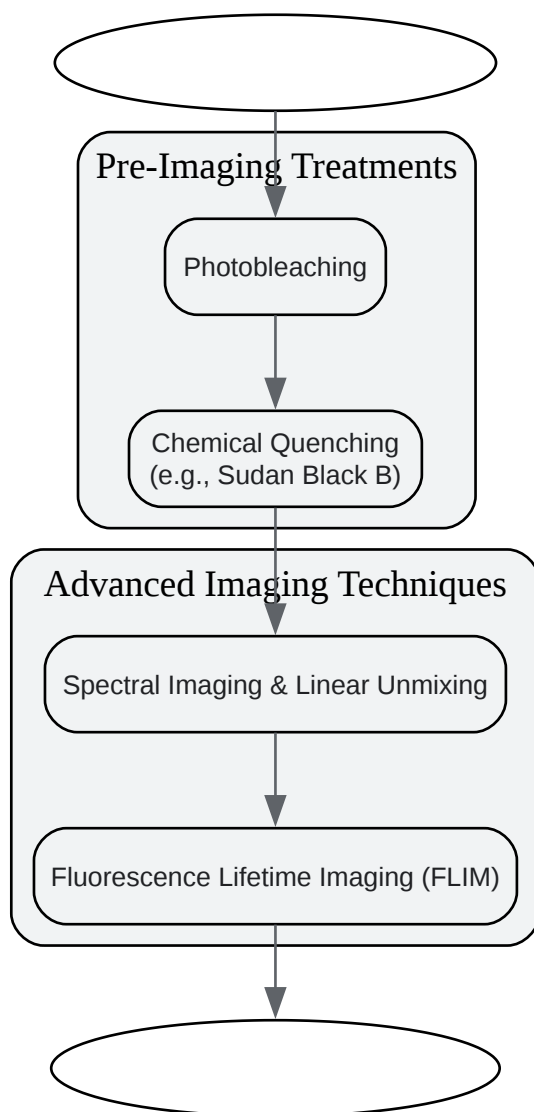 Pre-Imaging Treatments
Photobleaching
Chemical Quenching
(e.g., Sudan Black B)
Advanced Imaging Techniques
Spectral Imaging & Linear Unmixing
Fluorescence Lifetime Imaging (FLIM)